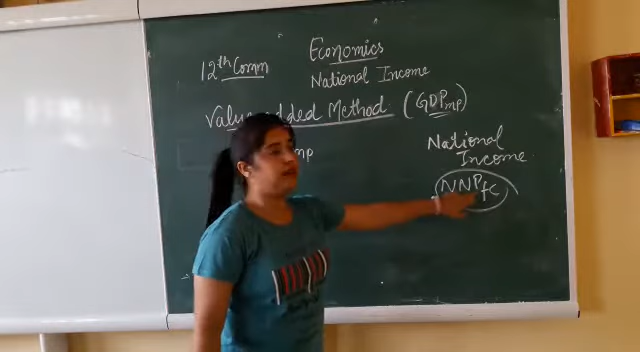 12th Comm
Economics
National Income
Value Added Method (GDPmp)
mp
National
Income
NNPfc